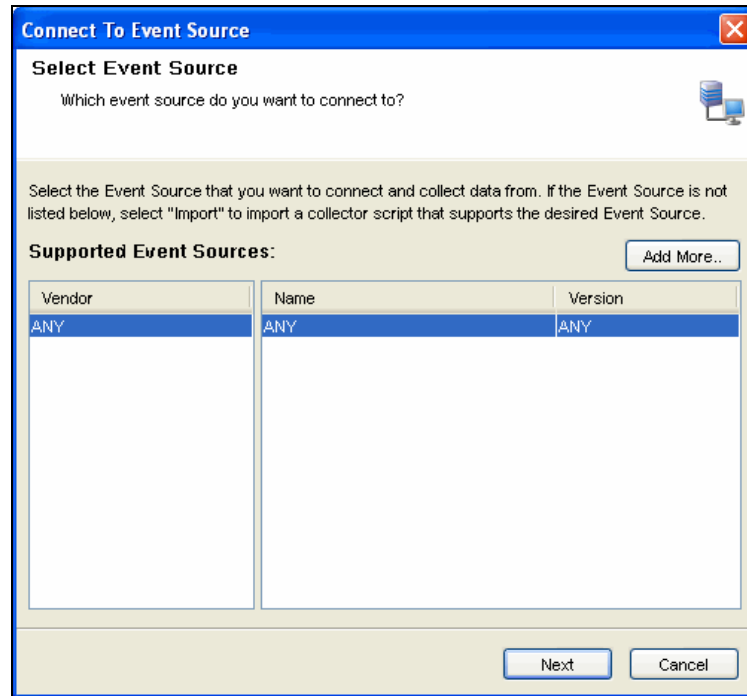 Connect To Event Source
Select Event Source
Which event source do you want to connect to?
Select the Event Source that you want to connect and collect data from. If the Event Source is not
listed below, select "Import" to import a collector script that supports the desired Event Source.
Supported Event Sources:
Add More..
Vendor Name Version
ANY ANY ANY
Next Cancel